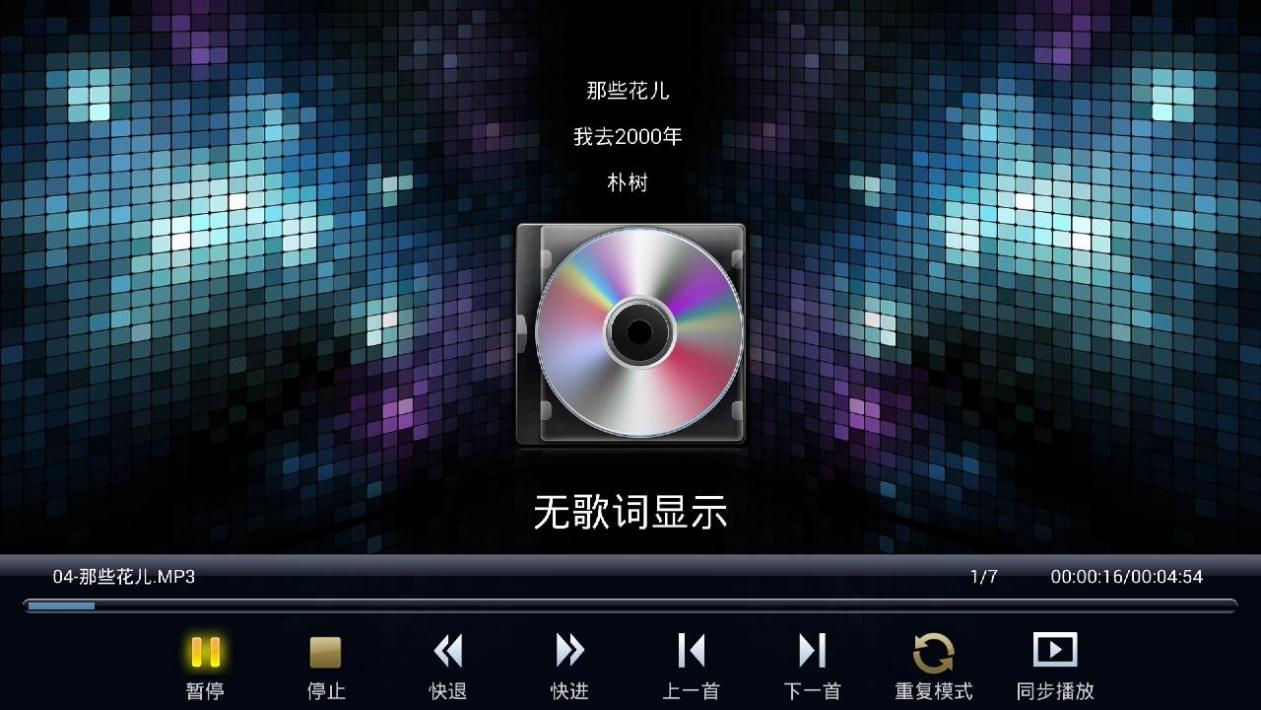 那些花儿
我去2000年
朴树
无歌词显示
04-那些花儿.MP3 1/7 00:00:16/00:04:54
暂停 停止 快退 快进 上一首 下一首 重复模式 同步播放